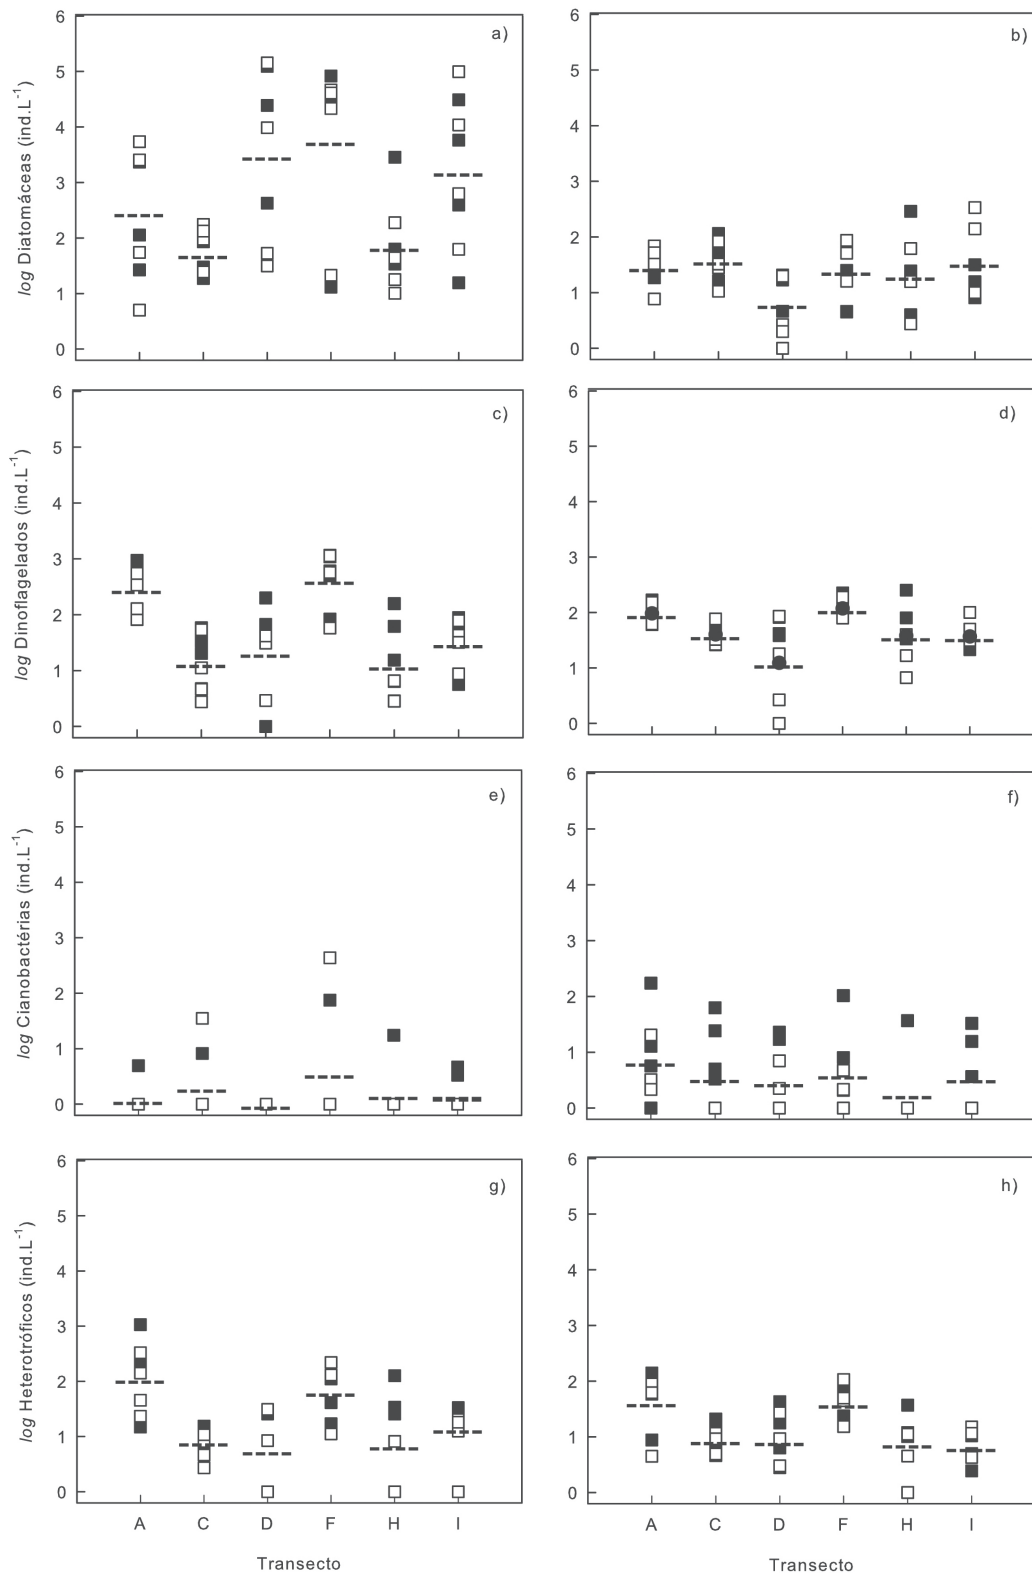 a)
b)
log Diatomáceas (ind.L-1)
6 5 4 3 2 1 0
6 5 4 3 2 1 0
c)
d)
log Dinoflagelados (ind.L-1)
6 5 4 3 2 1 0
6 5 4 3 2 1 0
e)
f)
log Cianobactérias (ind.L-1)
6 5 4 3 2 1 0
6 5 4 3 2 1 0
g)
h)
log Heterotróficos (ind.L-1)
6 5 4 3 2 1 0
6 5 4 3 2 1 0
A C D F H I
A C D F H I
Transecto
Transecto